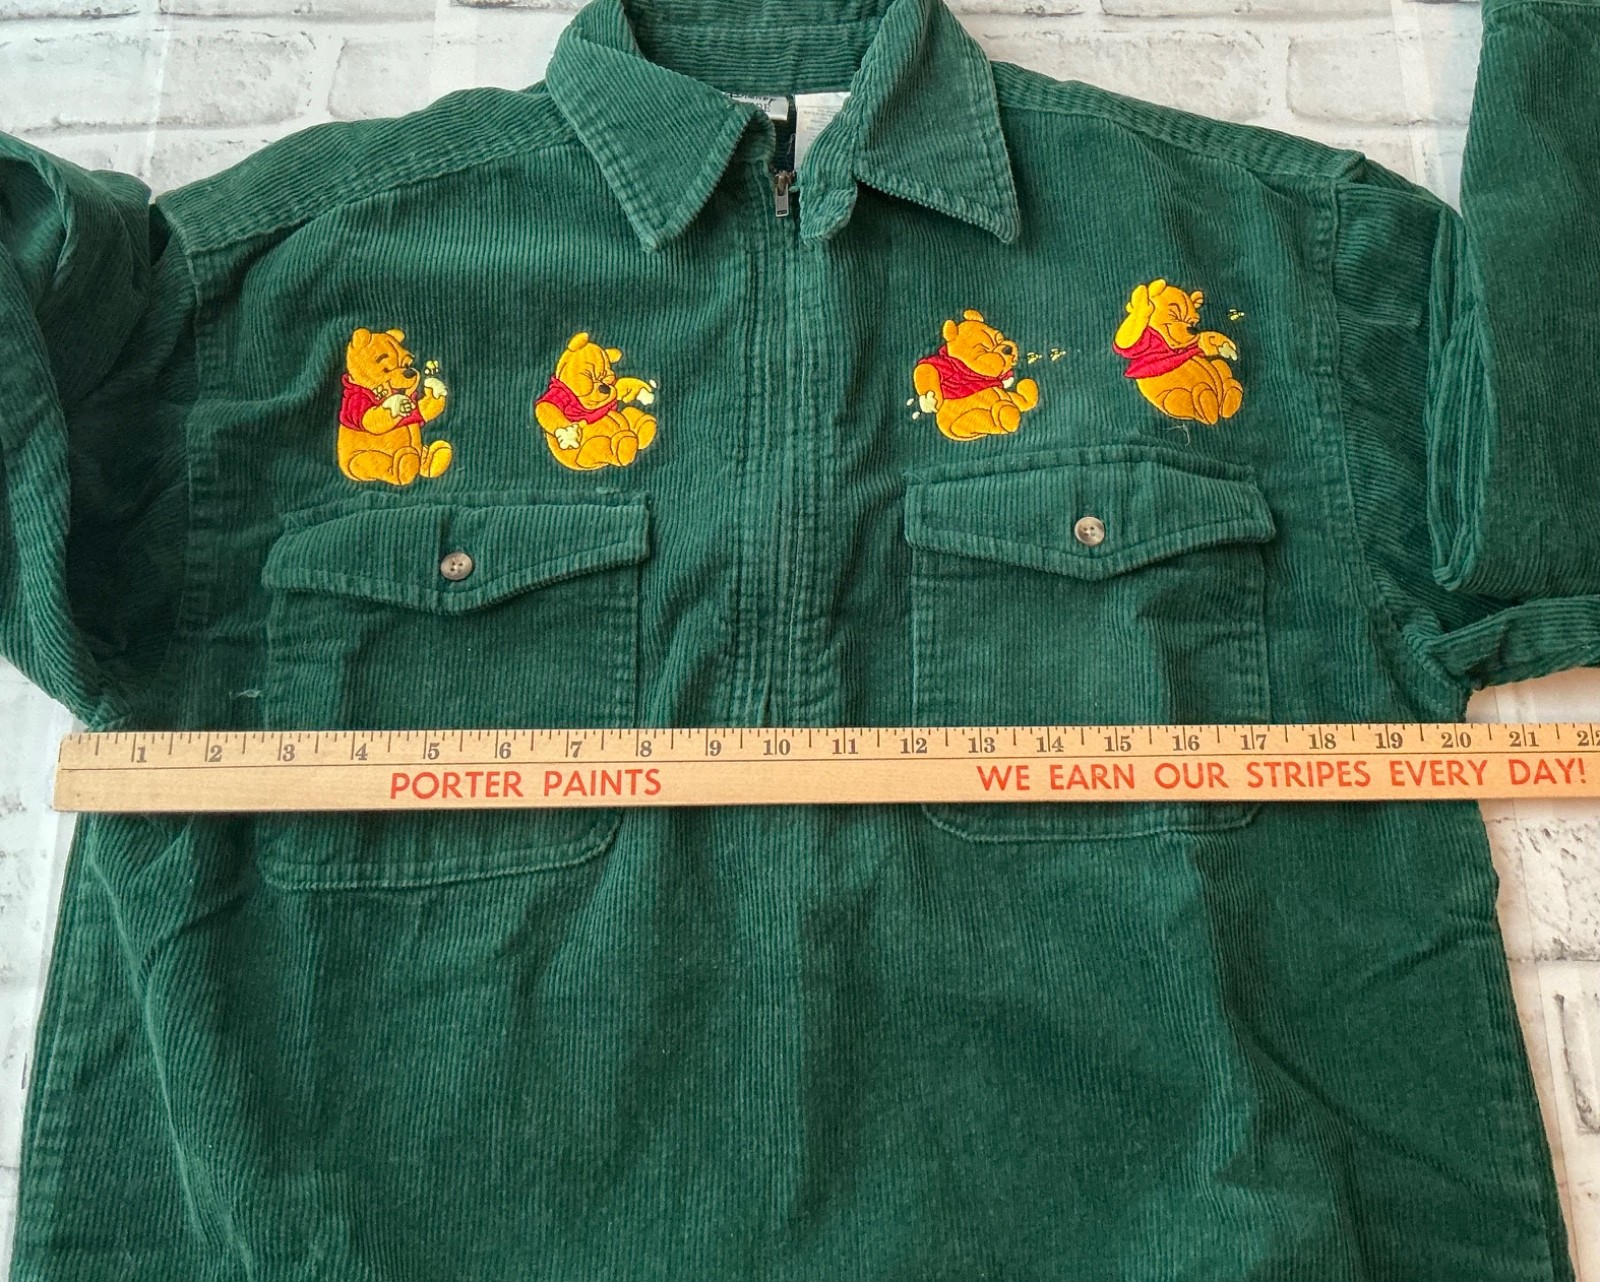 1 2 3 4 5 6 7 8 9 10 11 12 13 14 15 16 17 18 19 20 21
PORTER PAINTS WE EARN OUR STRIPES EVERY DAY!